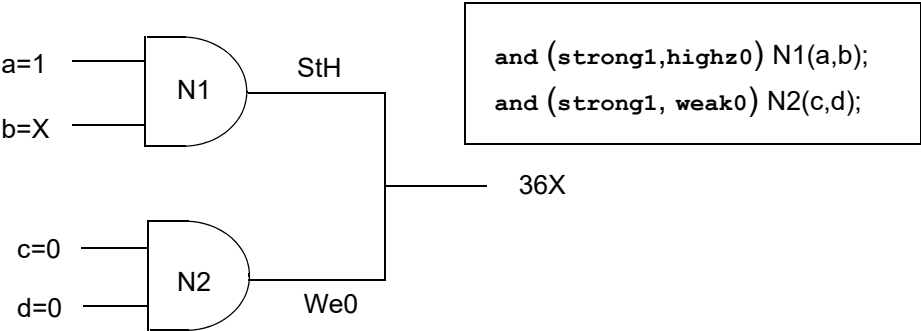 a=1
b=X
N1
StH
and (strong1,highz0) N1(a,b);
and (strong1, weak0) N2(c,d);
36X
c=0
d=0
N2
We0